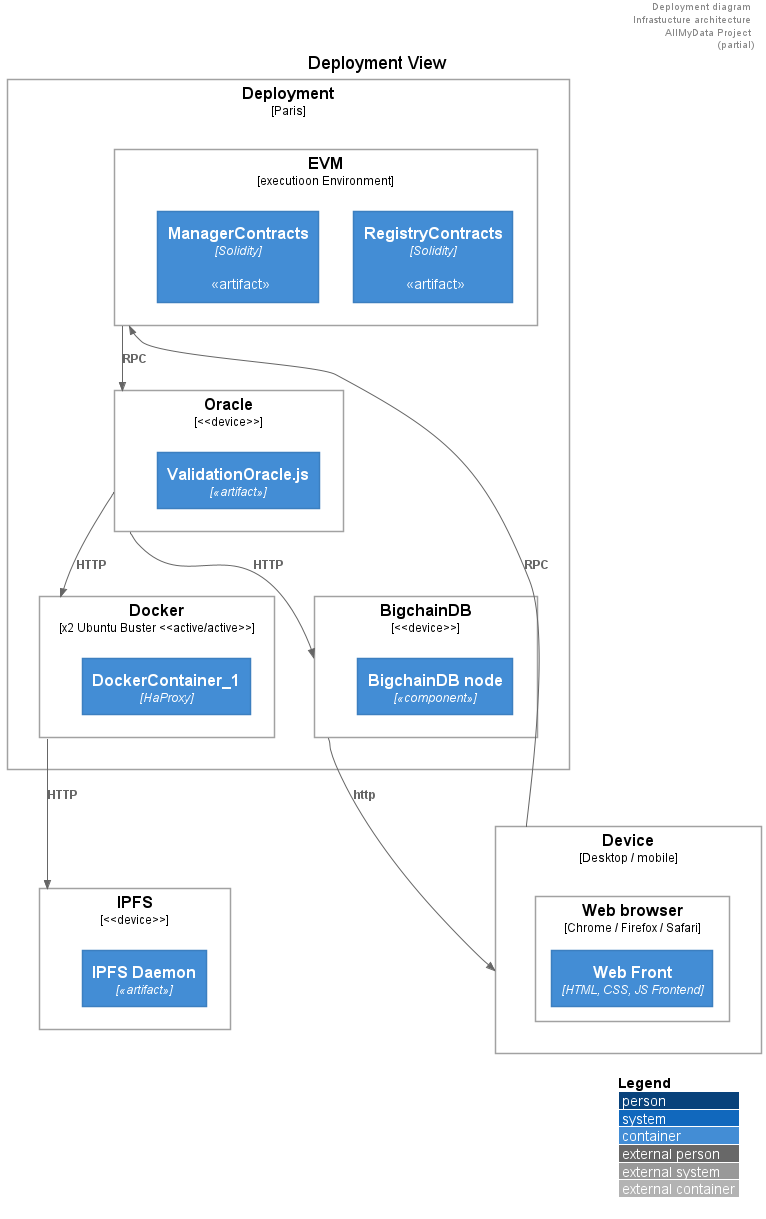 Deployment diagram
Infrastucture architecture
AllMyData Project
(partial)
Deployment View
Deployment
[Paris]
EVM
[executioon Environment]
ManagerContracts
[Solidity]
«artifact»
RegistryContracts
[Solidity]
«artifact»
RPC
Oracle
[<<device>>]
ValidationOracle.js
[«artifact»]
HTTP
HTTP
RPC
Docker
[x2 Ubuntu Buster <<active/active>>]
DockerContainer_1
[HaProxy]
BigchainDB
[<<device>>]
BigchainDB node
[«component»]
HTTP
http
Device
[Desktop / mobile]
Web browser
[Chrome / Firefox / Safari]
Web Front
[HTML, CSS, JS Frontend]
IPFS
[<<device>>]
IPFS Daemon
[«artifact»]
Legend
person
system
container
external person
external system
external container